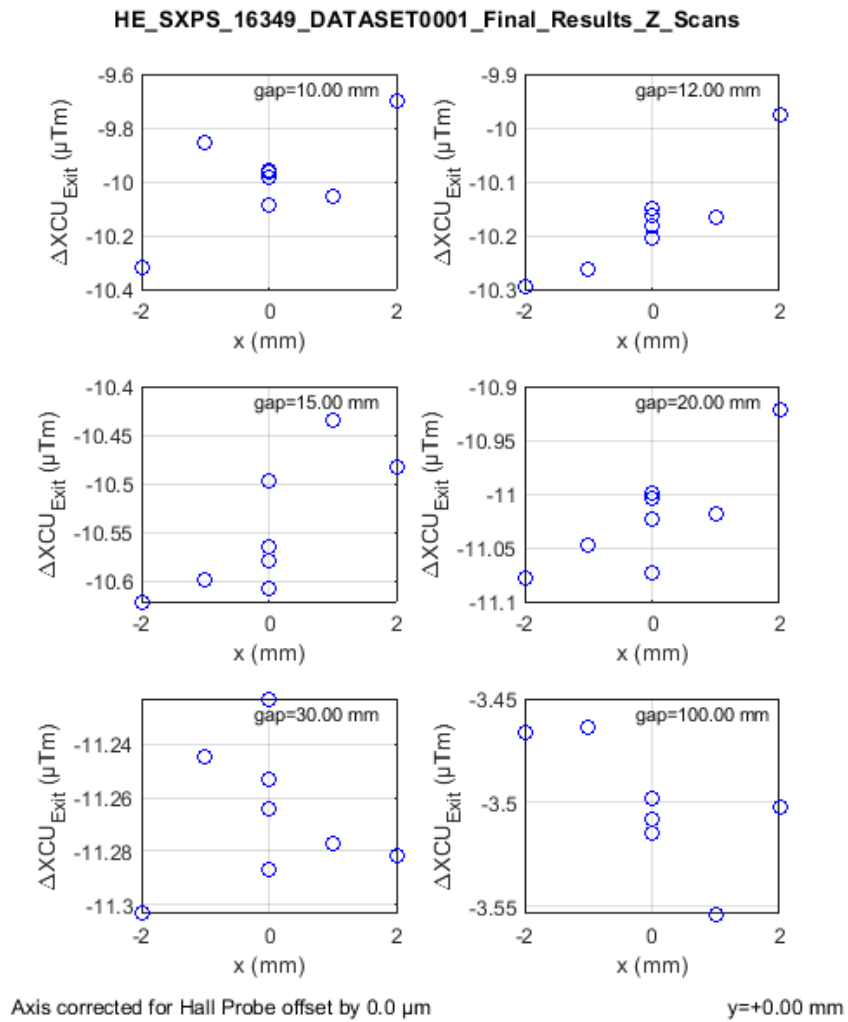 HE_SXPS_16349_DATASET0001_Final_Results_Z_Scans
gap=10.00 mm
-9.6
-9.8
-10
-10.2
-10.4
ΔXCU_Exit (µTm)
-2
0
2
x (mm)
gap=12.00 mm
-9.9
-10
-10.1
-10.2
-10.3
ΔXCU_Exit (µTm)
-2
0
2
x (mm)
gap=15.00 mm
-10.4
-10.45
-10.5
-10.55
-10.6
ΔXCU_Exit (µTm)
-2
0
2
x (mm)
gap=20.00 mm
-10.9
-10.95
-11
-11.05
-11.1
ΔXCU_Exit (µTm)
-2
0
2
x (mm)
gap=30.00 mm
-11.24
-11.26
-11.28
-11.3
ΔXCU_Exit (µTm)
-2
0
2
x (mm)
gap=100.00 mm
-3.45
-3.5
-3.55
ΔXCU_Exit (µTm)
-2
0
2
x (mm)
Axis corrected for Hall Probe offset by 0.0 µm
y=+0.00 mm